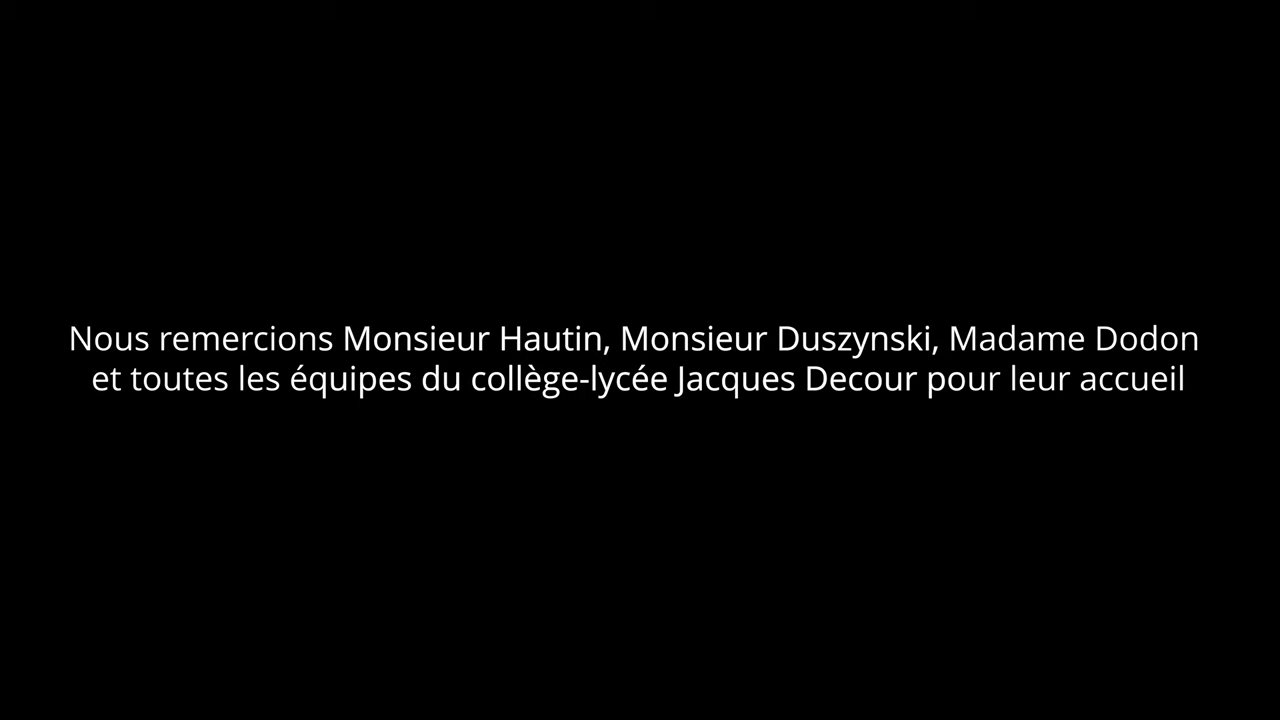 Nous remercions Monsieur Hautin, Monsieur Duszynski, Madame Dodon
et toutes les équipes du collège-lycée Jacques Decour pour leur accueil